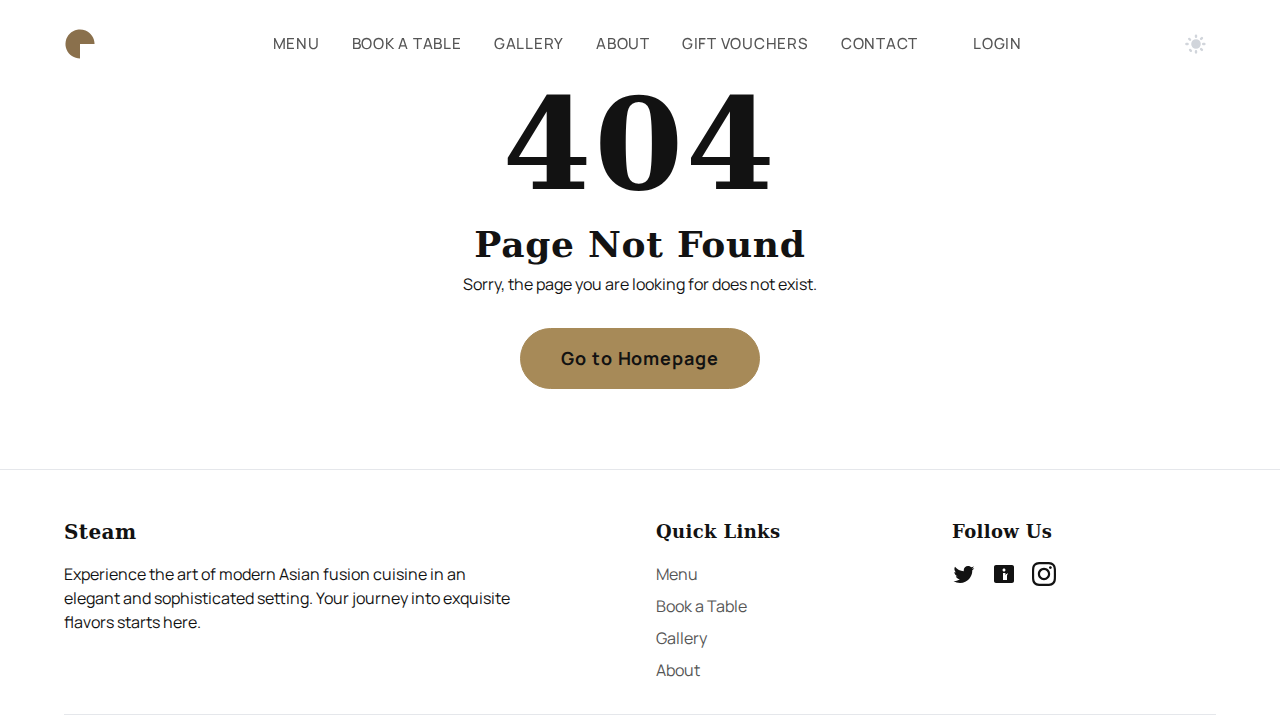 MENU BOOK A TABLE GALLERY ABOUT GIFT VOUCHERS CONTACT LOGIN
404
Page Not Found
Sorry, the page you are looking for does not exist.
Go to Homepage
Steam
Experience the art of modern Asian fusion cuisine in an
elegant and sophisticated setting. Your journey into exquisite
flavors starts here.
Quick Links
Menu
Book a Table
Gallery
About
Follow Us